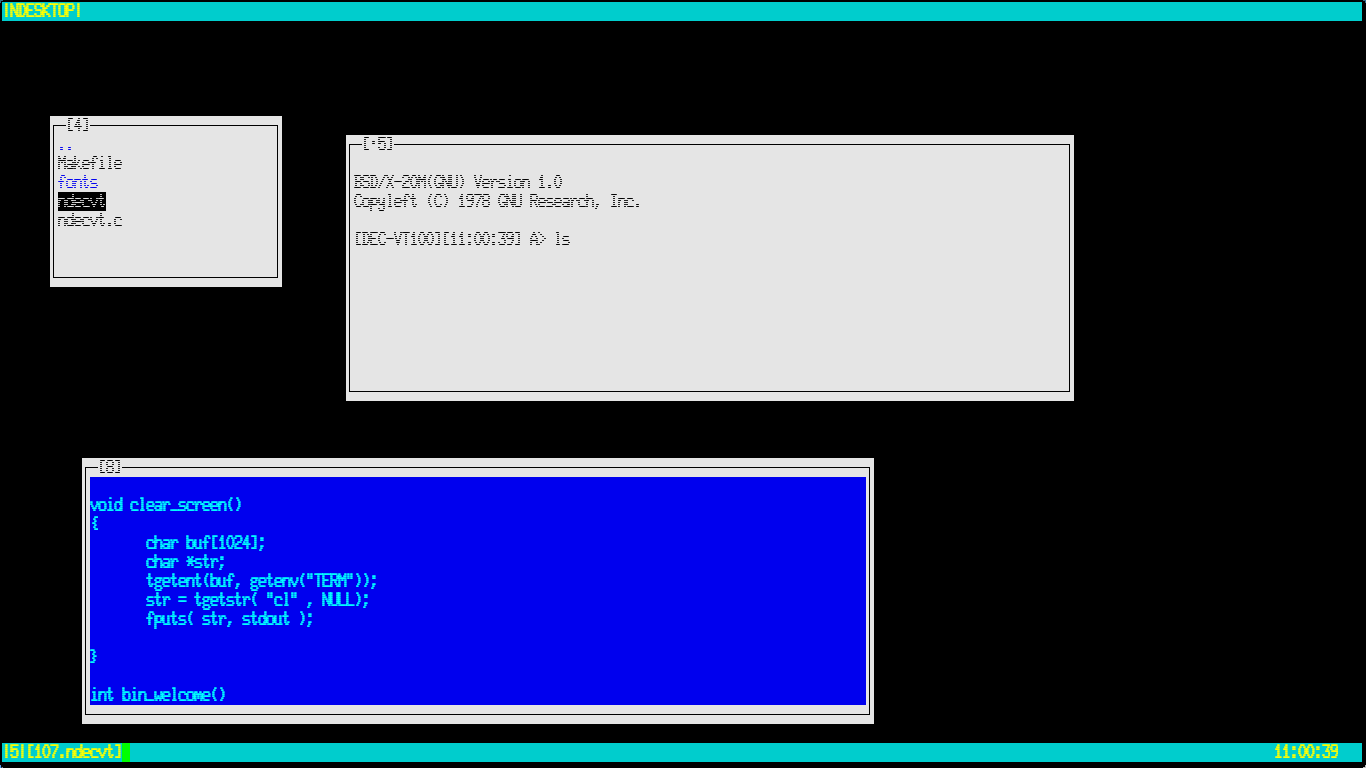 |NDESKTOP|
[4]
..
Makefile
fonts
ndecvt
ndecvt.c
[·5]
BSD/X-20M(GNU) Version 1.0
Copyleft (C) 1978 GNU Research, Inc.
[DEC-VT100][11:00:39] A> ls
[8]
void clear_screen()
{
char buf[1024];
char *str;
tgetent(buf, getenv("TERM"));
str = tgetstr( "cl" , NULL);
fputs( str, stdout );
}
int bin_welcome()
|5|[107.ndecvt] 11:00:39